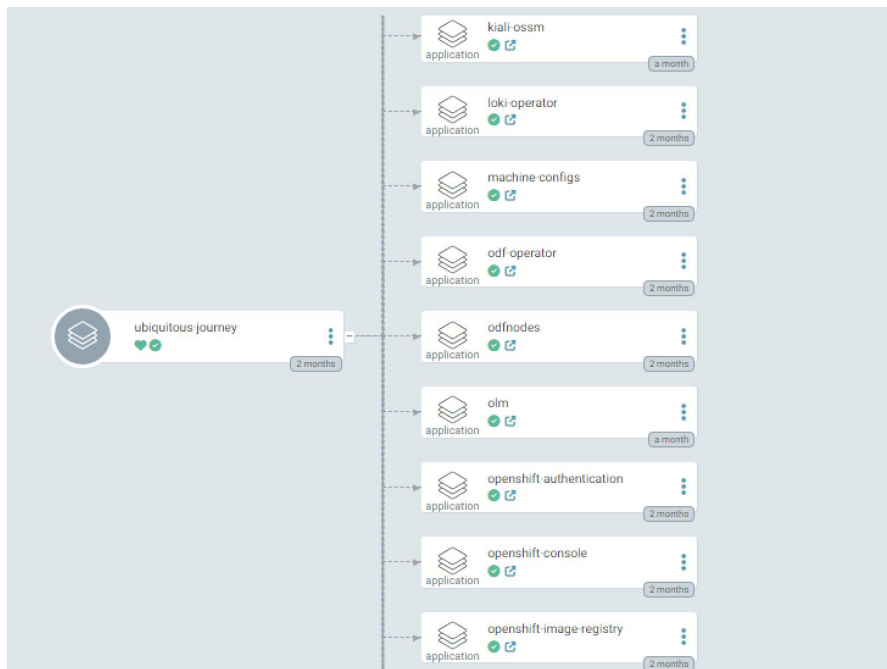 kiali-ossm
application
a month
loki-operator
application
2 months
machine-configs
application
2 months
odf-operator
application
2 months
ubiquitous-journey
2 months
odfnodes
application
2 months
olm
application
a month
openshift-authentication
application
2 months
openshift-console
application
2 months
openshift-image-registry
application
2 months